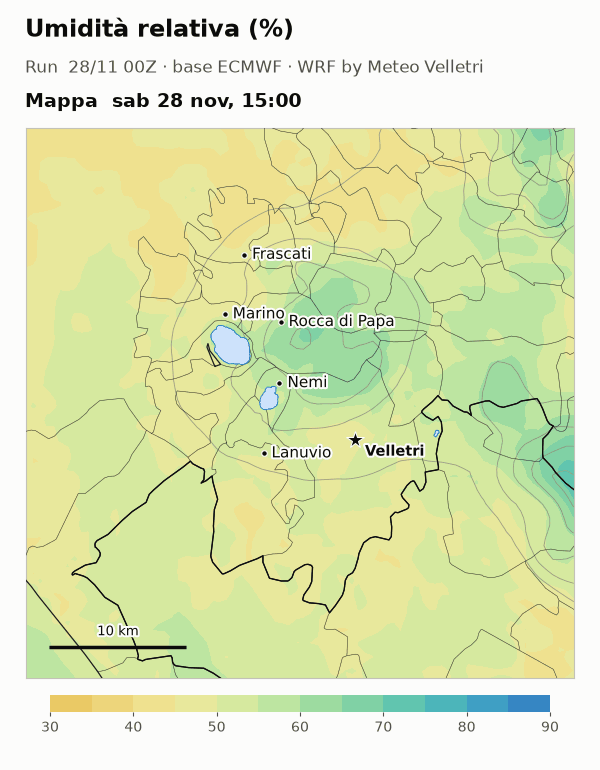 Umidità relativa (%)
Run  28/11 00Z · base ECMWF · WRF by Meteo Velletri
Mappa  sab 28 nov, 15:00
Frascati
Marino
Rocca di Papa
Nemi
Velletri
Lanuvio
10 km
30 40 50 60 70 80 90